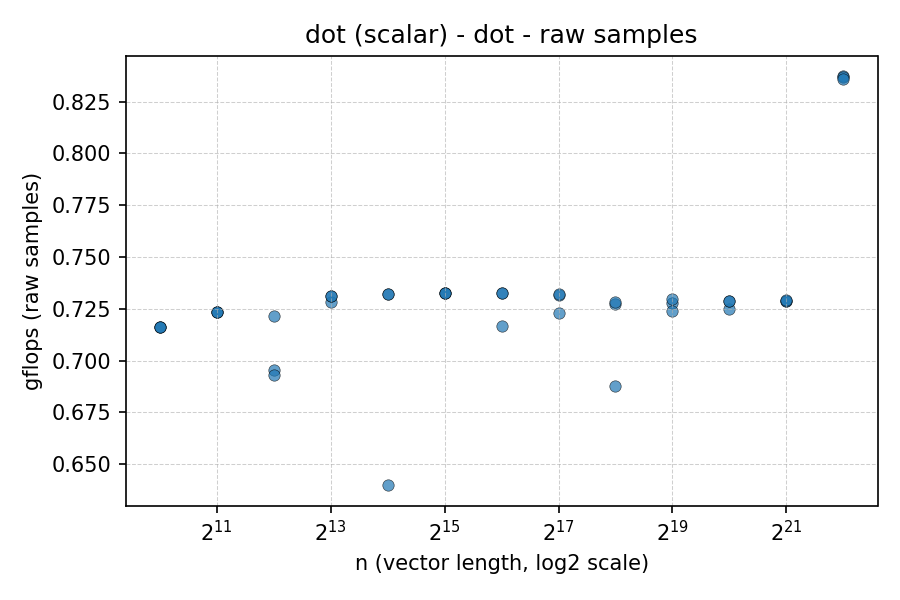 dot (scalar) - dot - raw samples
gflops (raw samples)
0.825
0.800
0.775
0.750
0.725
0.700
0.675
0.650
2^11 2^13 2^15 2^17 2^19 2^21
n (vector length, log2 scale)